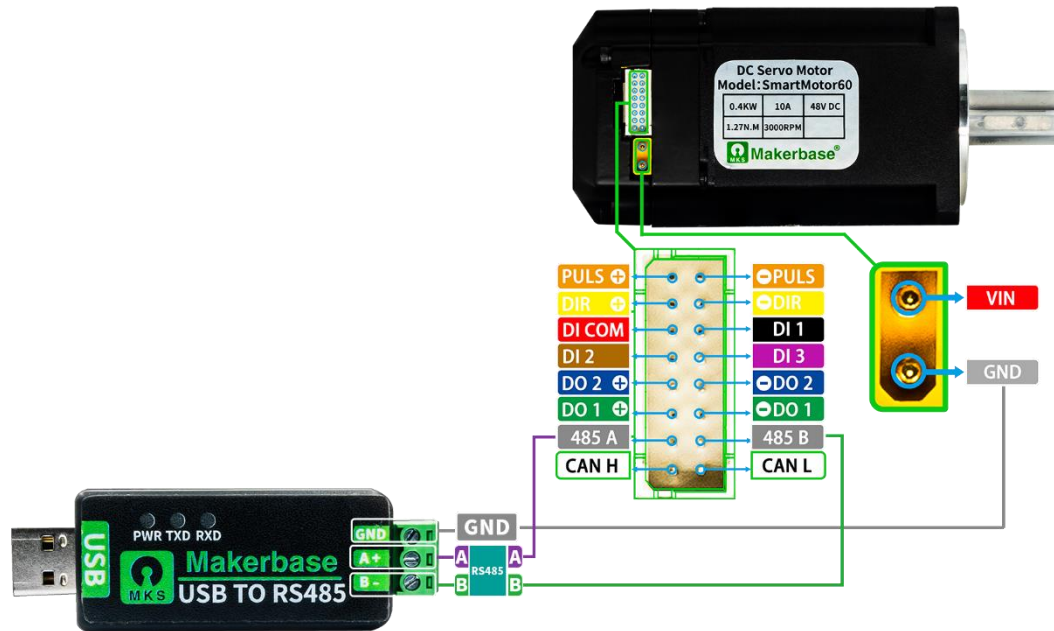 DC Servo Motor
Model:SmartMotor60
0.4KW 10A 48V DC
1.27N.M 3000RPM
MKS Makerbase®
PULS ⊕ ⊖PULS
DIR ⊕ ⊖DIR
DI COM DI 1
DI 2 DI 3
DO 2 ⊕ ⊖DO 2
DO 1 ⊕ ⊖DO 1
485 A 485 B
CAN H CAN L
VIN
GND
USB
PWR TXD RXD
MKS
Makerbase
USB TO RS485
GND
A+
B-
GND
A RS485 A
B B